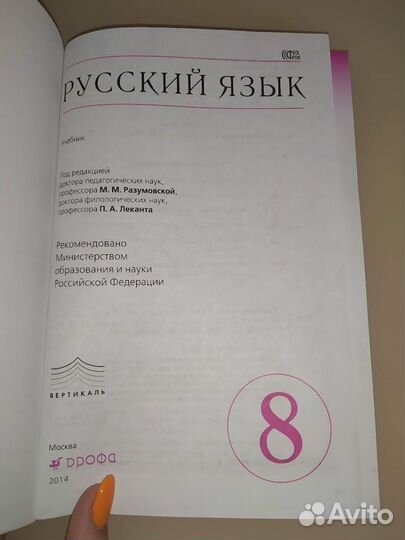 ФГОС
РУССКИЙ ЯЗЫК
учебник
Под редакцией
доктора педагогических наук,
профессора М. М. Разумовской,
доктора филологических наук,
профессора П. А. Леканта
Рекомендовано
Министерством
образования и науки
Российской Федерации
ВЕРТИКАЛЬ
8
Москва
дрофа
2014
Avito